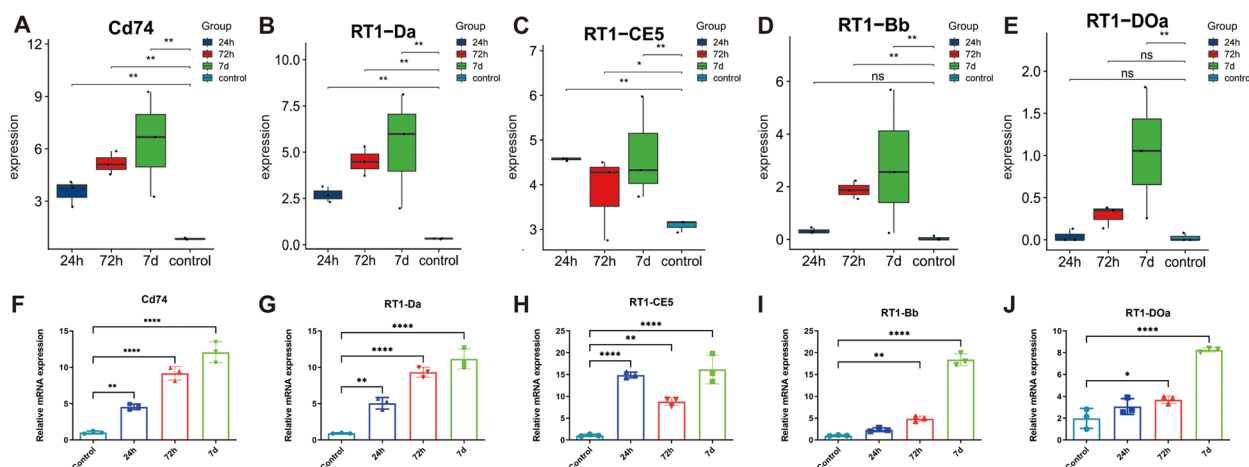 A
Cd74
Group
24h
72h
7d
control
**
**
**
expression
12
9
6
3
24h 72h 7d control
B
RT1−Da
Group
24h
72h
7d
control
**
**
**
expression
7.5
5.0
2.5
0.0
24h 72h 7d control
C
RT1−CE5
Group
24h
72h
7d
control
**
*
**
expression
6
5
4
3
24h 72h 7d control
D
RT1−Bb
Group
24h
72h
7d
control
**
**
ns
expression
6
4
2
0
24h 72h 7d control
E
RT1−DOa
Group
24h
72h
7d
control
**
ns
ns
expression
2.0
1.5
1.0
0.5
0.0
24h 72h 7d control
F
Cd74
****
****
**
Relative mRNA expression
15
10
5
0
Control 24h 72h 7d
G
RT1-Da
****
****
**
Relative mRNA expression
15
10
5
0
Control 24h 72h 7d
H
RT1-CE5
****
**
****
Relative mRNA expression
25
20
15
10
5
0
Control 24h 72h 7d
I
RT1-Bb
****
**
Relative mRNA expression
25
20
15
10
5
0
Control 24h 72h 7d
J
RT1-DOa
****
*
Relative mRNA expression
10
8
6
4
2
0
Control 24h 72h 7d